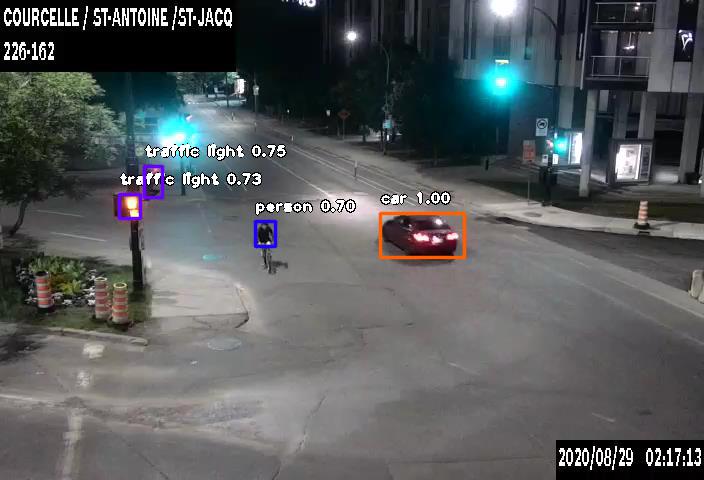 COURCELLE / ST-ANTOINE /ST-JACQ
226-162
traffic light 0.75
traffic light 0.73
person 0.70
car 1.00
2020/08/29 02:17:13